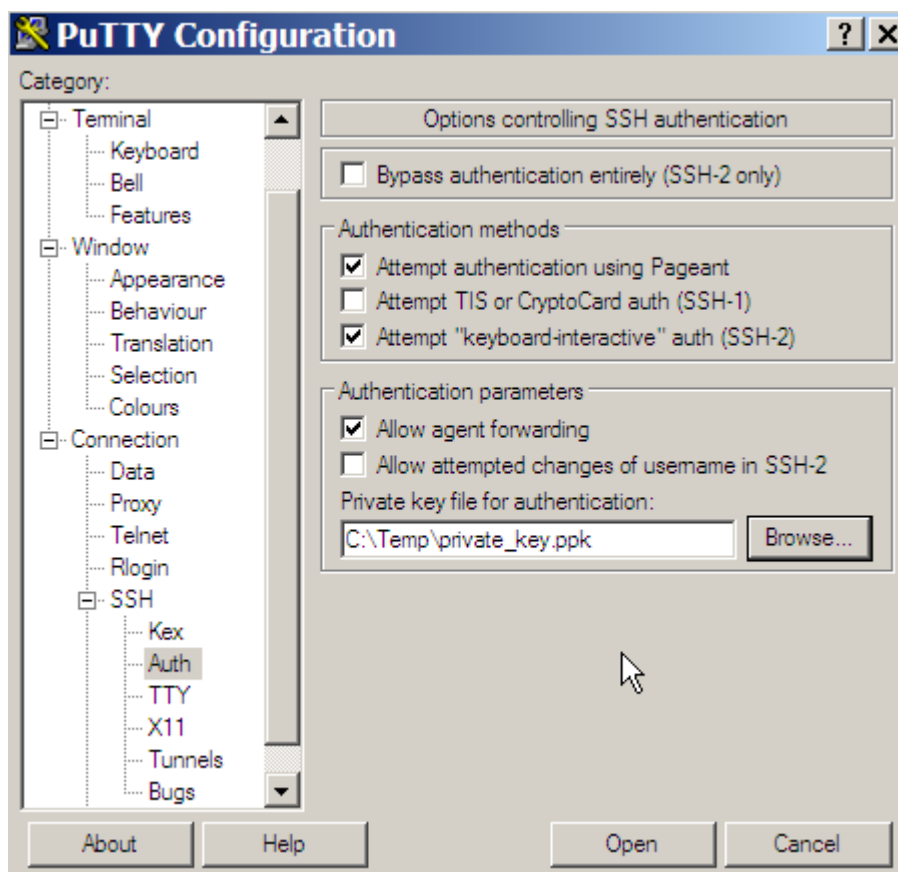 PuTTY Configuration
Category:
Terminal
Keyboard
Bell
Features
Window
Appearance
Behaviour
Translation
Selection
Colours
Connection
Data
Proxy
Telnet
Rlogin
SSH
Kex
Auth
TTY
X11
Tunnels
Bugs
Options controlling SSH authentication
Bypass authentication entirely (SSH-2 only)
Authentication methods
Attempt authentication using Pageant
Attempt TIS or CryptoCard auth (SSH-1)
Attempt "keyboard-interactive" auth (SSH-2)
Authentication parameters
Allow agent forwarding
Allow attempted changes of username in SSH-2
Private key file for authentication:
C:\Temp\private_key.ppk
Browse...
About
Help
Open
Cancel